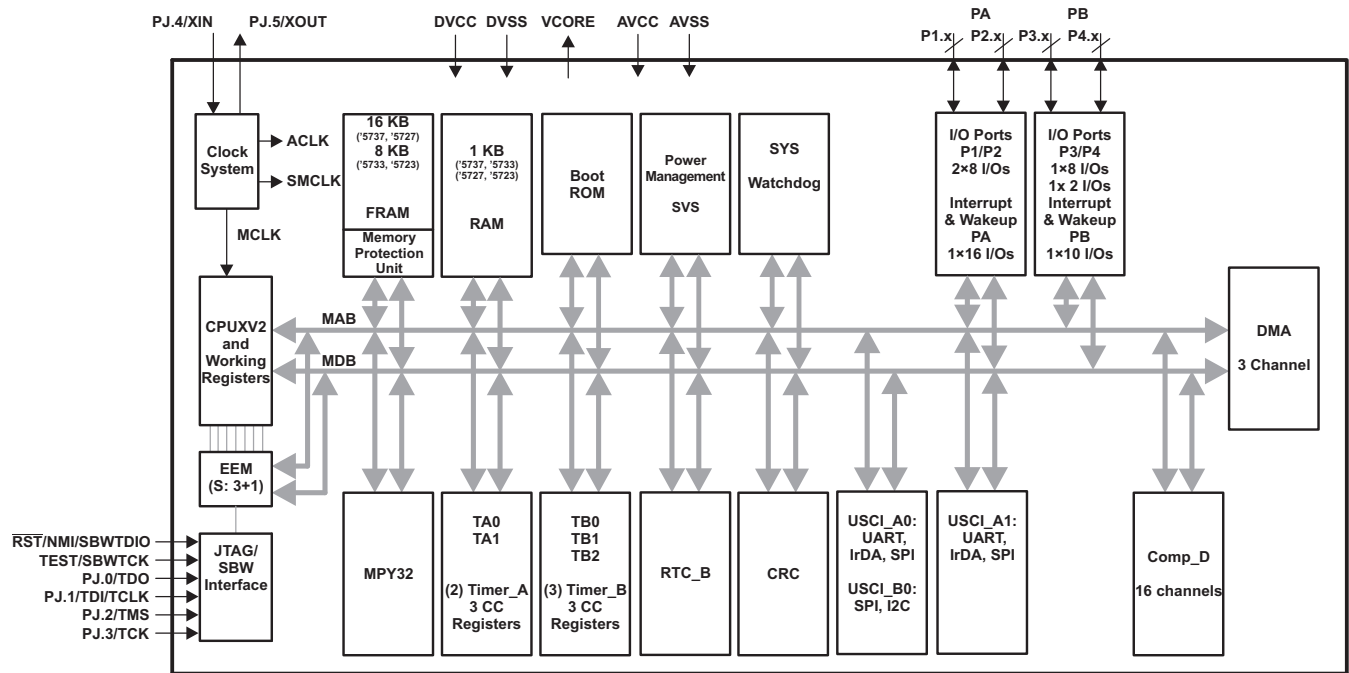 PJ.4/XIN
PJ.5/XOUT
DVCC
DVSS
VCORE
AVCC
AVSS
PA
P1.x
P2.x
PB
P3.x
P4.x
Clock
System
ACLK
SMCLK
MCLK
16 KB
('5737, '5727)
8 KB
('5733, '5723)
FRAM
Memory
Protection
Unit
1 KB
('5737, '5733)
('5727, '5723)
RAM
Boot
ROM
Power
Management
SVS
SYS
Watchdog
I/O Ports
P1/P2
2×8 I/Os
Interrupt
& Wakeup
PA
1×16 I/Os
I/O Ports
P3/P4
1×8 I/Os
1x 2 I/Os
Interrupt
& Wakeup
PB
1×10 I/Os
CPUXV2
and
Working
Registers
MAB
MDB
DMA
3 Channel
EEM
(S: 3+1)
RST/NMI/SBWTDIO
TEST/SBWTCK
PJ.0/TDO
PJ.1/TDI/TCLK
PJ.2/TMS
PJ.3/TCK
JTAG/
SBW
Interface
MPY32
TA0
TA1
(2) Timer_A
3 CC
Registers
TB0
TB1
TB2
(3) Timer_B
3 CC
Registers
RTC_B
CRC
USCI_A0:
UART,
IrDA, SPI
USCI_B0:
SPI, I2C
USCI_A1:
UART,
IrDA, SPI
Comp_D
16 channels